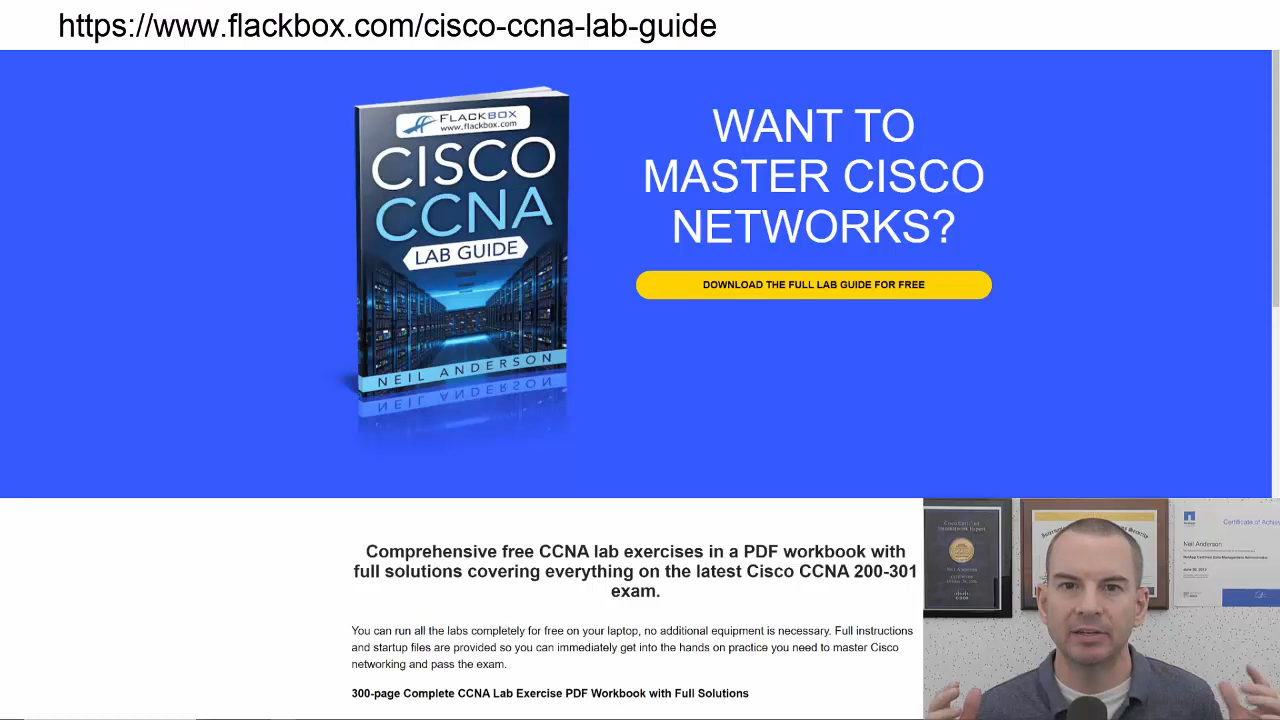 https://www.flackbox.com/cisco-ccna-lab-guide
FLACKBOX
www.flackbox.com
CISCO
CCNA
LAB GUIDE
NEIL ANDERSON
WANT TO
MASTER CISCO
NETWORKS?
DOWNLOAD THE FULL LAB GUIDE FOR FREE
Comprehensive free CCNA lab exercises in a PDF workbook with
full solutions covering everything on the latest Cisco CCNA 200-301
exam.
You can run all the labs completely for free on your laptop, no additional equipment is necessary. Full instructions
and startup files are provided so you can immediately get into the hands on practice you need to master Cisco
networking and pass the exam.
300-page Complete CCNA Lab Exercise PDF Workbook with Full Solutions
Certificate of Achie
Neil Anderson